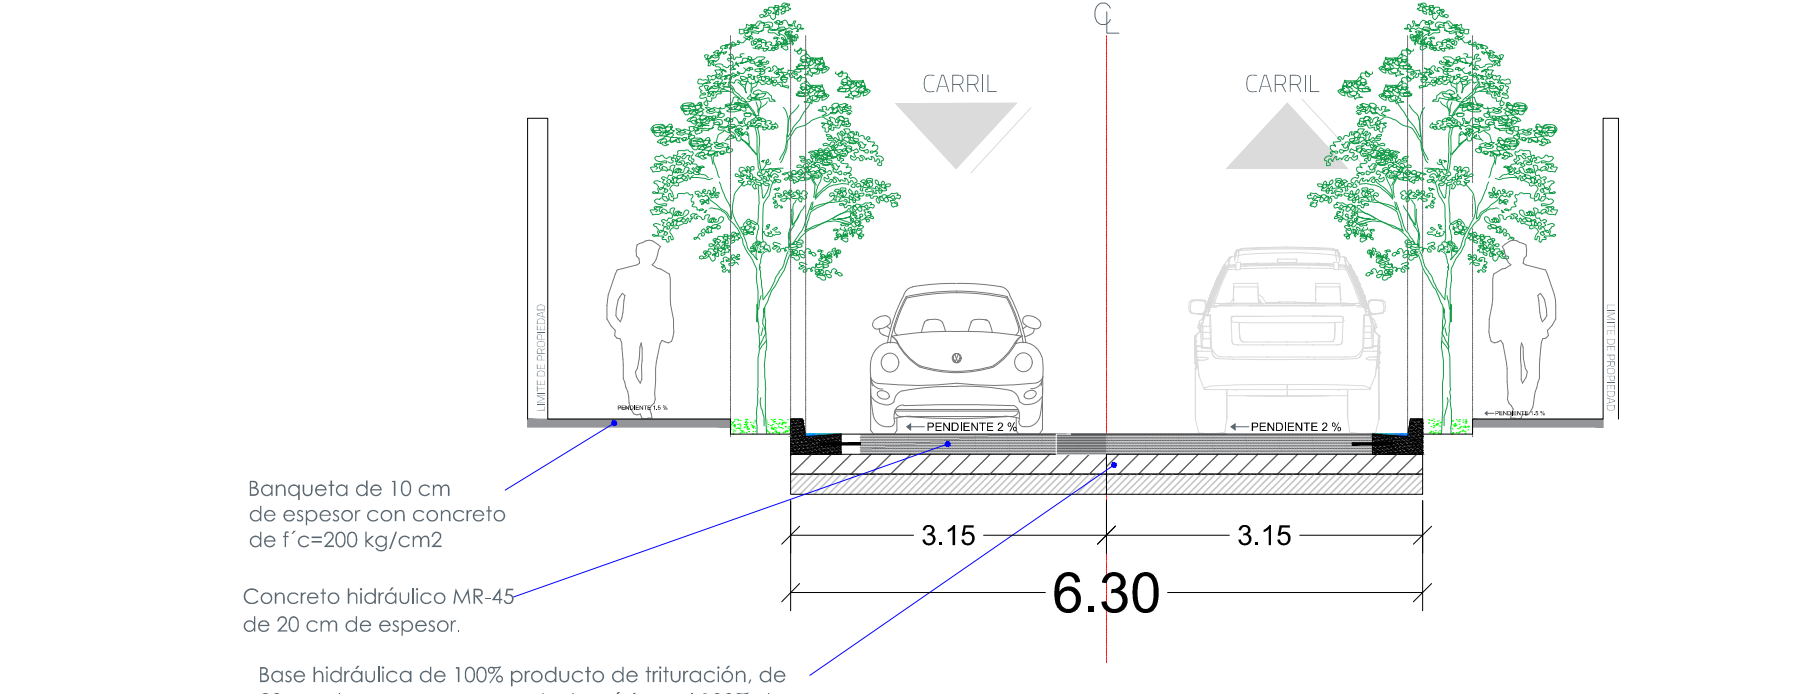 CL
CARRIL
CARRIL
LIMITE DE PROPIEDAD
LIMITE DE PROPIEDAD
PENDIENTE 1.5 %
PENDIENTE 1.5 %
PENDIENTE 2 %
PENDIENTE 2 %
Banqueta de 10 cm
de espesor con concreto
de f´c=200 kg/cm2
3.15
3.15
6.30
Concreto hidráulico MR-45
de 20 cm de espesor.
Base hidráulica de 100% producto de trituración, de